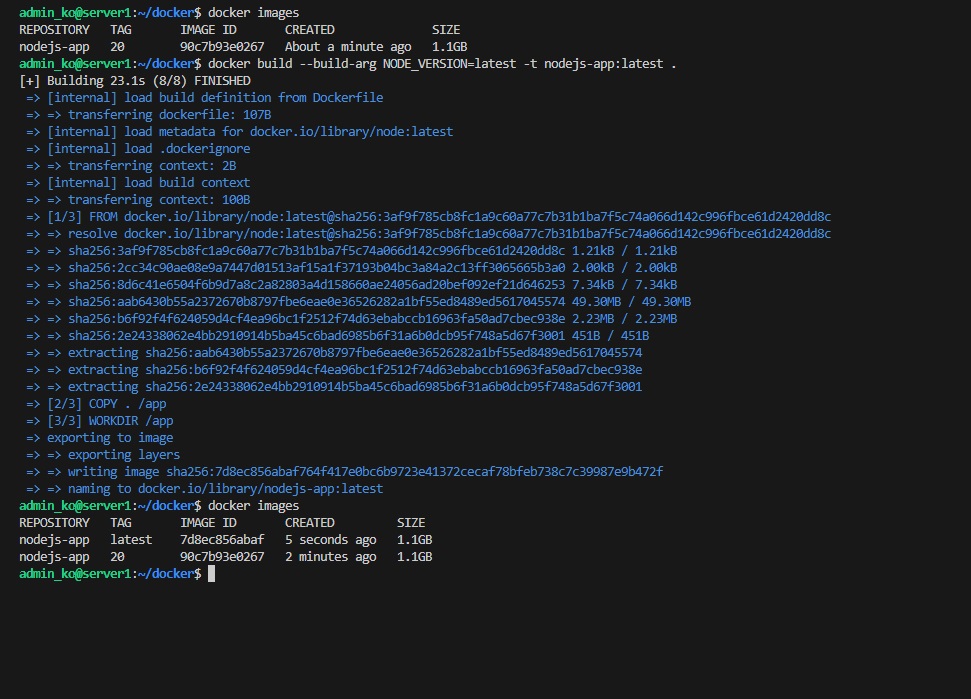 admin_ko@server1:~/docker$ docker images
REPOSITORY TAG IMAGE ID CREATED SIZE
nodejs-app 20 90c7b93e0267 About a minute ago 1.1GB
admin_ko@server1:~/docker$ docker build --build-arg NODE_VERSION=latest -t nodejs-app:latest .
[+] Building 23.1s (8/8) FINISHED
=> [internal] load build definition from Dockerfile
=> => transferring dockerfile: 107B
=> [internal] load metadata for docker.io/library/node:latest
=> [internal] load .dockerignore
=> => transferring context: 2B
=> [internal] load build context
=> => transferring context: 100B
=> [1/3] FROM docker.io/library/node:latest@sha256:3af9f785cb8fc1a9c60a77c7b31b1ba7f5c74a066d142c996fbce61d2420dd8c
=> => resolve docker.io/library/node:latest@sha256:3af9f785cb8fc1a9c60a77c7b31b1ba7f5c74a066d142c996fbce61d2420dd8c
=> => sha256:3af9f785cb8fc1a9c60a77c7b31b1ba7f5c74a066d142c996fbce61d2420dd8c 1.21kB / 1.21kB
=> => sha256:2cc34c90ae08e9a7447d01513af15a1f37193b04bc3a84a2c13ff3065665b3a0 2.00kB / 2.00kB
=> => sha256:8d6c41e6504f6b9d7a8c2a82803a4d158660ae24056ad20bef092ef21d646253 7.34kB / 7.34kB
=> => sha256:aab6430b55a2372670b8797fbe6eae0e36526282a1bf55ed8489ed5617045574 49.30MB / 49.30MB
=> => sha256:b6f92f4f624059d4cf4ea96bc1f2512f74d63ebabccb16963fa50ad7cbec938e 2.23MB / 2.23MB
=> => sha256:2e24338062e4bb2910914b5ba45c6bad6985b6f31a6b0dcb95f748a5d67f3001 451B / 451B
=> => extracting sha256:aab6430b55a2372670b8797fbe6eae0e36526282a1bf55ed8489ed5617045574
=> => extracting sha256:b6f92f4f624059d4cf4ea96bc1f2512f74d63ebabccb16963fa50ad7cbec938e
=> => extracting sha256:2e24338062e4bb2910914b5ba45c6bad6985b6f31a6b0dcb95f748a5d67f3001
=> [2/3] COPY . /app
=> [3/3] WORKDIR /app
=> exporting to image
=> => exporting layers
=> => writing image sha256:7d8ec856abaf764f417e0bc6b9723e41372cecaf78bfeb738c7c39987e9b472f
=> => naming to docker.io/library/nodejs-app:latest
admin_ko@server1:~/docker$ docker images
REPOSITORY TAG IMAGE ID CREATED SIZE
nodejs-app latest 7d8ec856abaf 5 seconds ago 1.1GB
nodejs-app 20 90c7b93e0267 2 minutes ago 1.1GB
admin_ko@server1:~/docker$